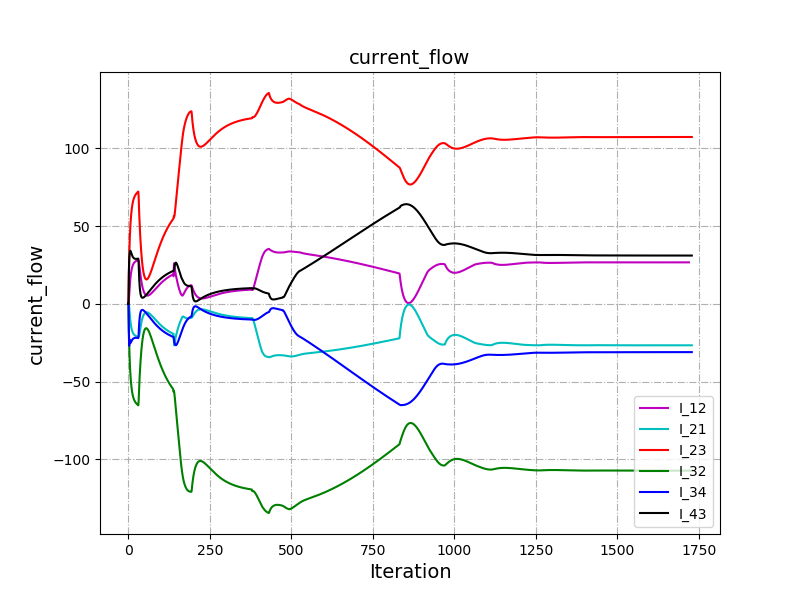 current_flow
current_flow
100
50
0
−50
−100
0
250
500
750
1000
1250
1500
1750
Iteration
I_12
I_21
I_23
I_32
I_34
I_43